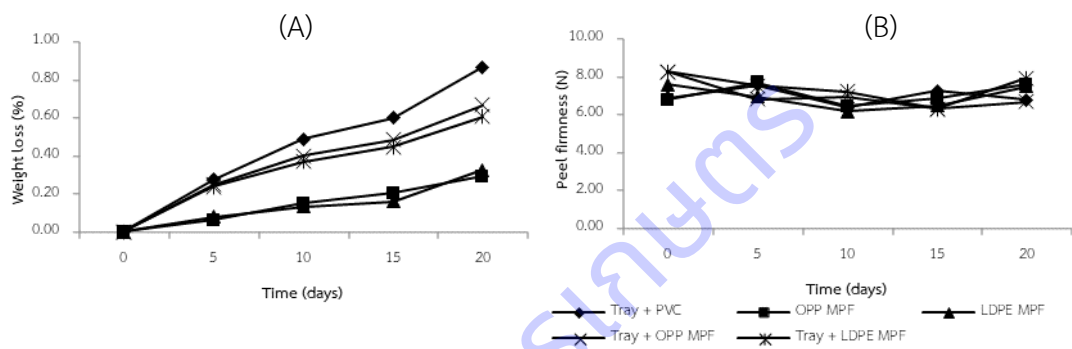 (A)
1.00
0.80
0.60
0.40
0.20
0.00
Weight loss (%)
0 5 10 15 20
Time (days)
(B)
10.00
8.00
6.00
4.00
2.00
0.00
Peel firmness (N)
0 5 10 15 20
Time (days)
Tray + PVC OPP MPF LDPE MPF
Tray + OPP MPF Tray + LDPE MPF